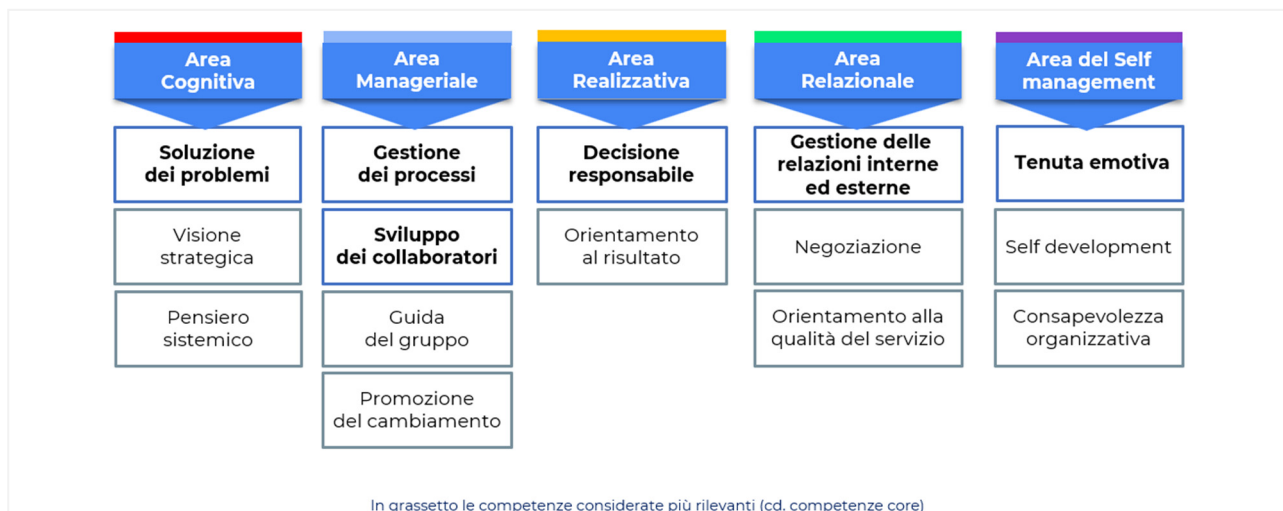 Area
Cognitiva
Area
Manageriale
Area
Realizzativa
Area
Relazionale
Area del Self
management
Soluzione
dei problemi
Gestione
dei processi
Decisione
responsabile
Gestione delle
relazioni interne
ed esterne
Tenuta emotiva
Visione
strategica
Sviluppo
dei collaboratori
Orientamento
al risultato
Negoziazione
Self development
Pensiero
sistemico
Guida
del gruppo
Orientamento alla
qualità del servizio
Consapevolezza
organizzativa
Promozione
del cambiamento
In grassetto le competenze considerate più rilevanti (cd. competenze core)